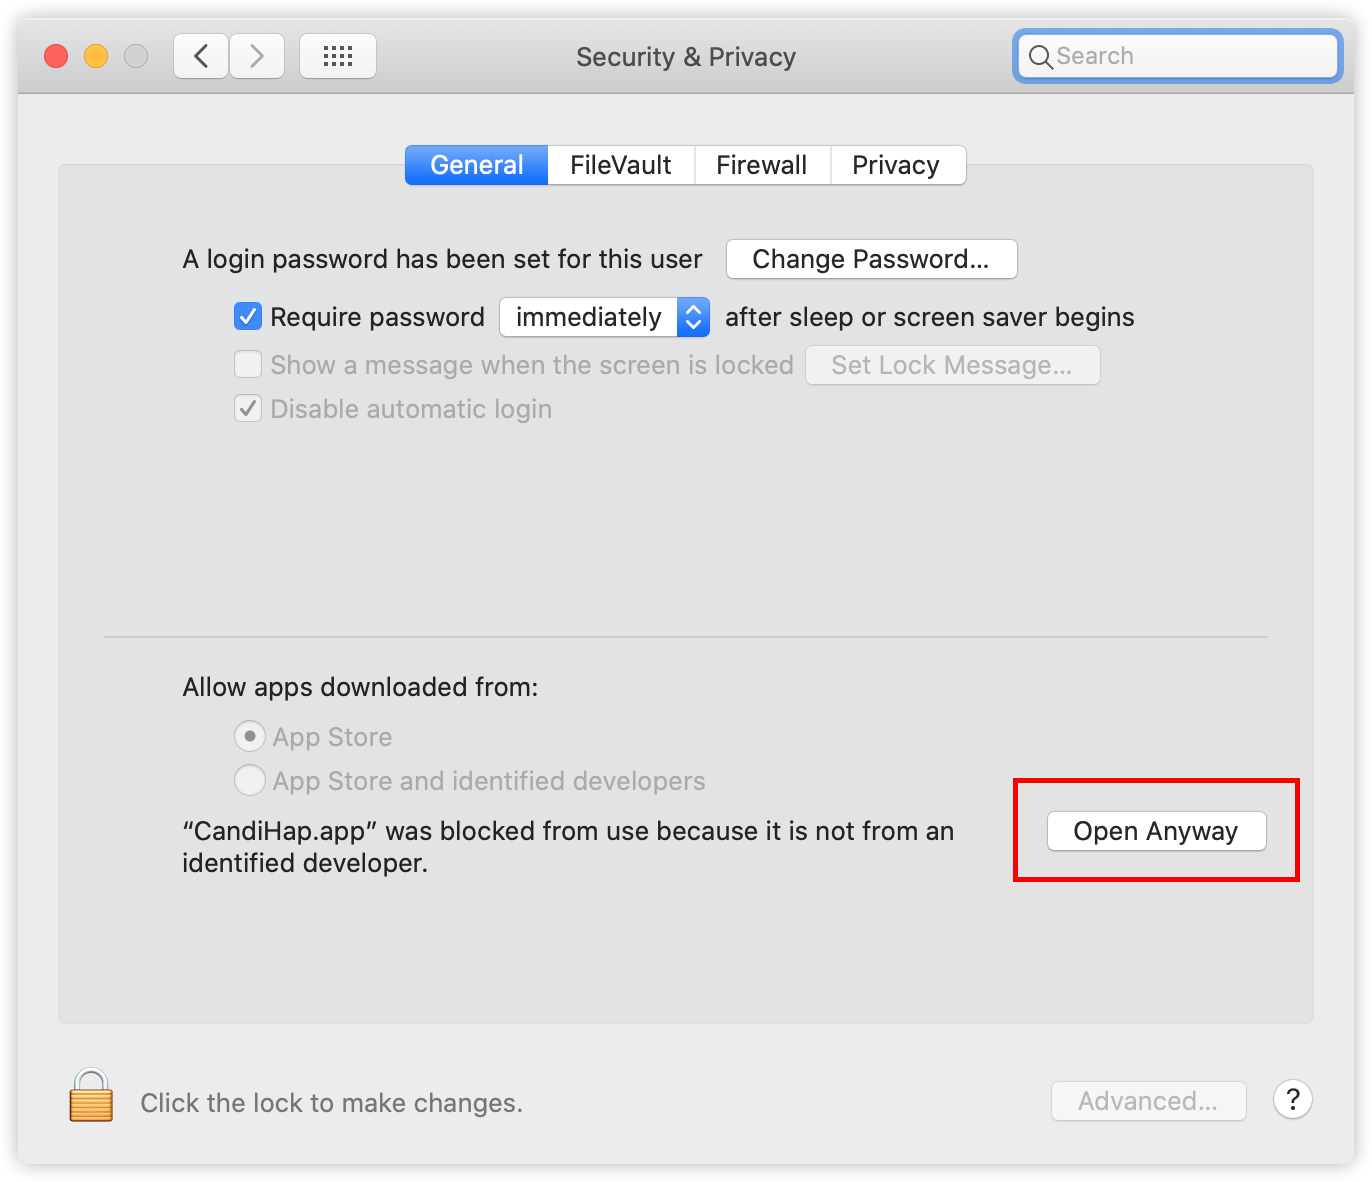 Security & Privacy
Search
General
FileVault
Firewall
Privacy
A login password has been set for this user
Change Password...
Require password
immediately
after sleep or screen saver begins
Show a message when the screen is locked
Set Lock Message...
Disable automatic login
Allow apps downloaded from:
App Store
App Store and identified developers
“CandiHap.app” was blocked from use because it is not from an
identified developer.
Open Anyway
Click the lock to make changes.
Advanced...
?